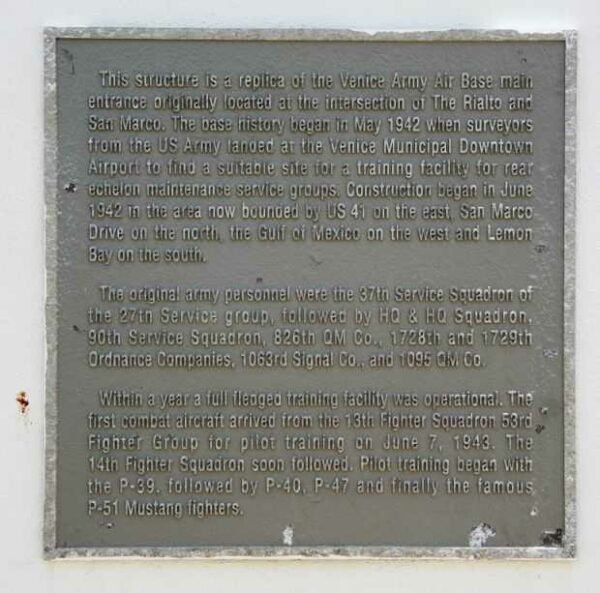 This structure is a replica of the Venice Army Air Base main
entrance originally located at the intersection of The Rialto and
San Marco. The base history began in May 1942 when surveyors
from the US Army landed at the Venice Municipal Downtown
Airport to find a suitable site for a training facility for rear
echelon maintenance service groups. Construction began in June
1942 in the area now bounded by US 41 on the east, San Marco
Drive on the north, the Gulf of Mexico on the west and Lemon
Bay on the south.
The original army personnel were the 37th Service Squadron of
the 27th Service group, followed by HQ & HQ Squadron,
90th Service Squadron, 826th QM Co., 1728th and 1729th
Ordnance Companies, 1063rd Signal Co., and 1095 QM Co.
Within a year a full fledged training facility was operational. The
first combat aircraft arrived from the 13th Fighter Squadron 53rd
Fighter Group for pilot training on June 7, 1943. The
14th Fighter Squadron soon followed. Pilot training began with
the P-39, followed by P-40, P-47 and finally the famous
P-51 Mustang fighters.